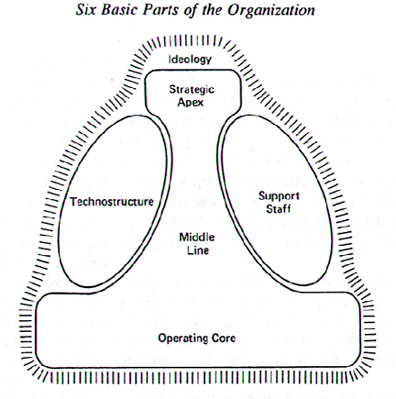 Six Basic Parts of the Organization
Ideology
Strategic
Apex
Technostructure
Support
Staff
Middle
Line
Operating Core